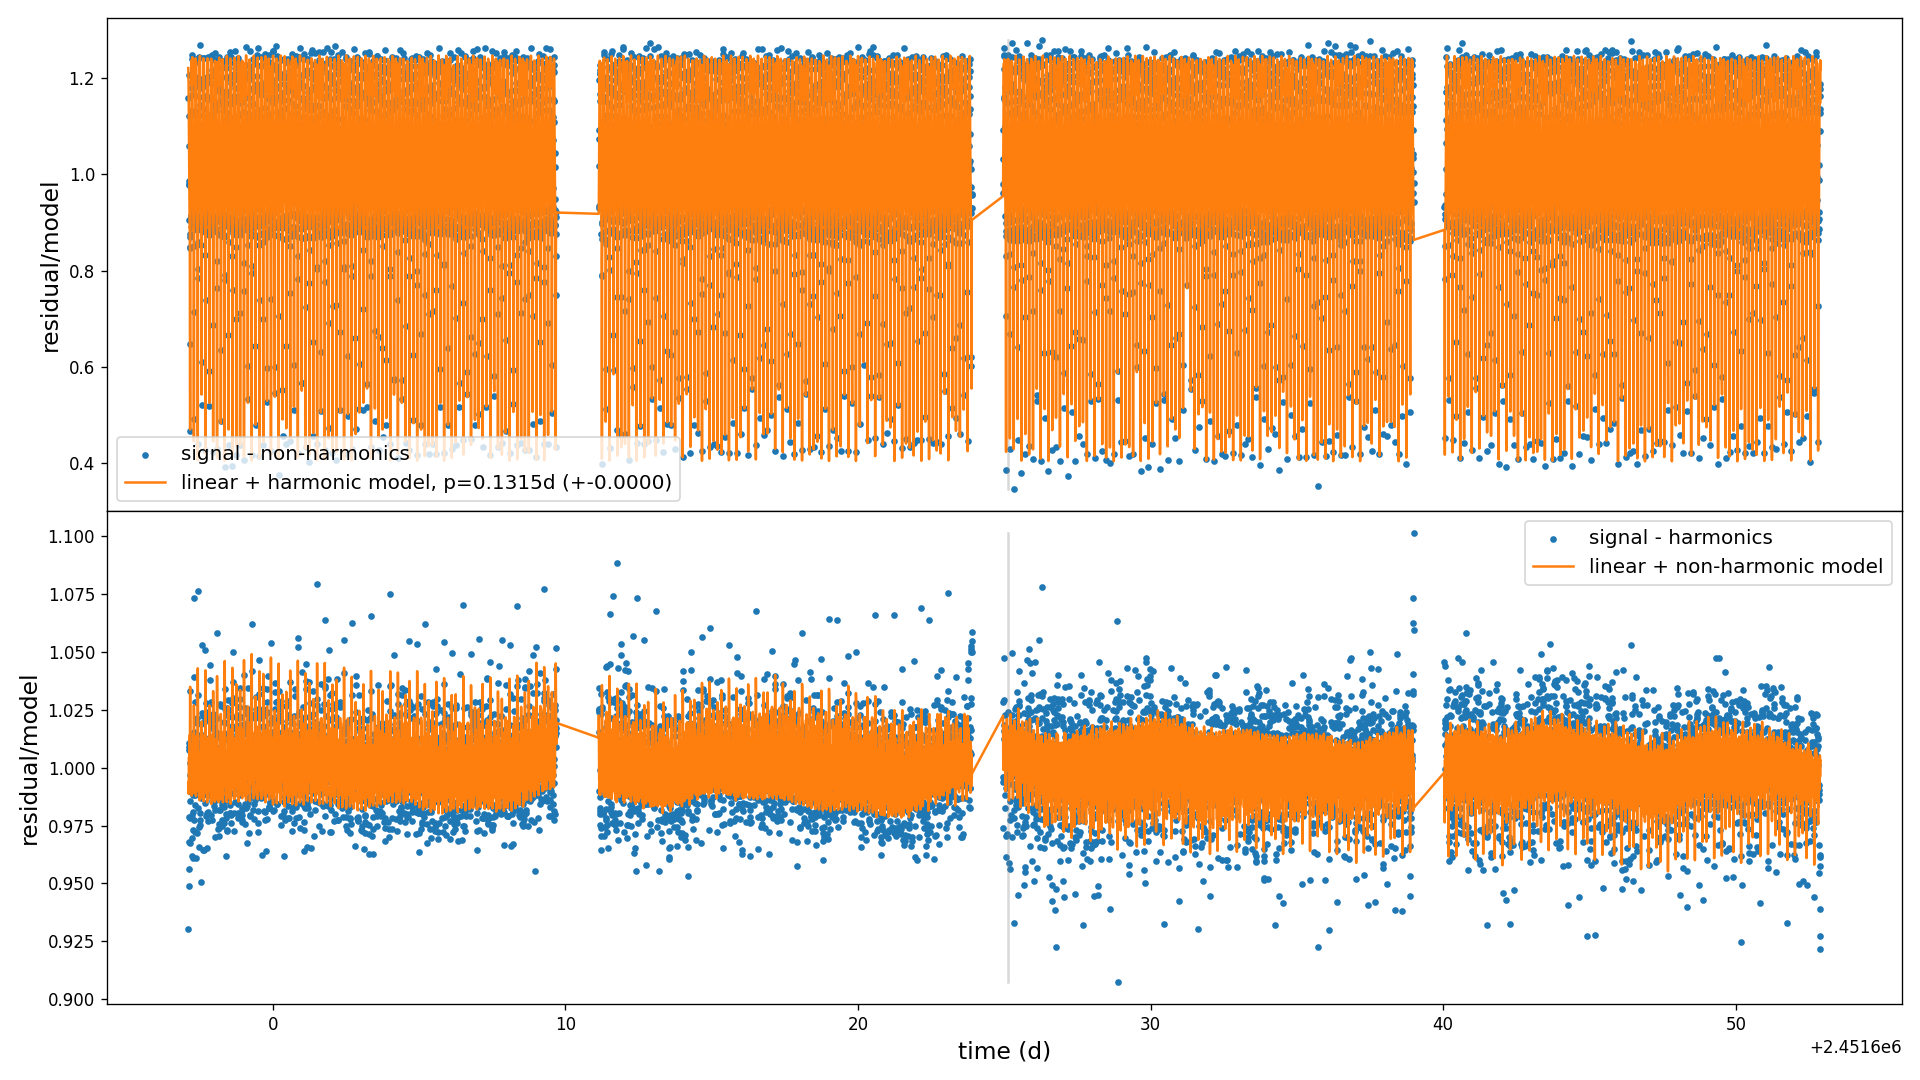 1.2
1.0
0.8
0.6
0.4
residual/model
signal - non-harmonics
linear + harmonic model, p=0.1315d (+-0.0000)
1.100
1.075
1.050
1.025
1.000
0.975
0.950
0.925
0.900
residual/model
signal - harmonics
linear + non-harmonic model
0
10
20
30
40
50
time (d)
+2.4516e6